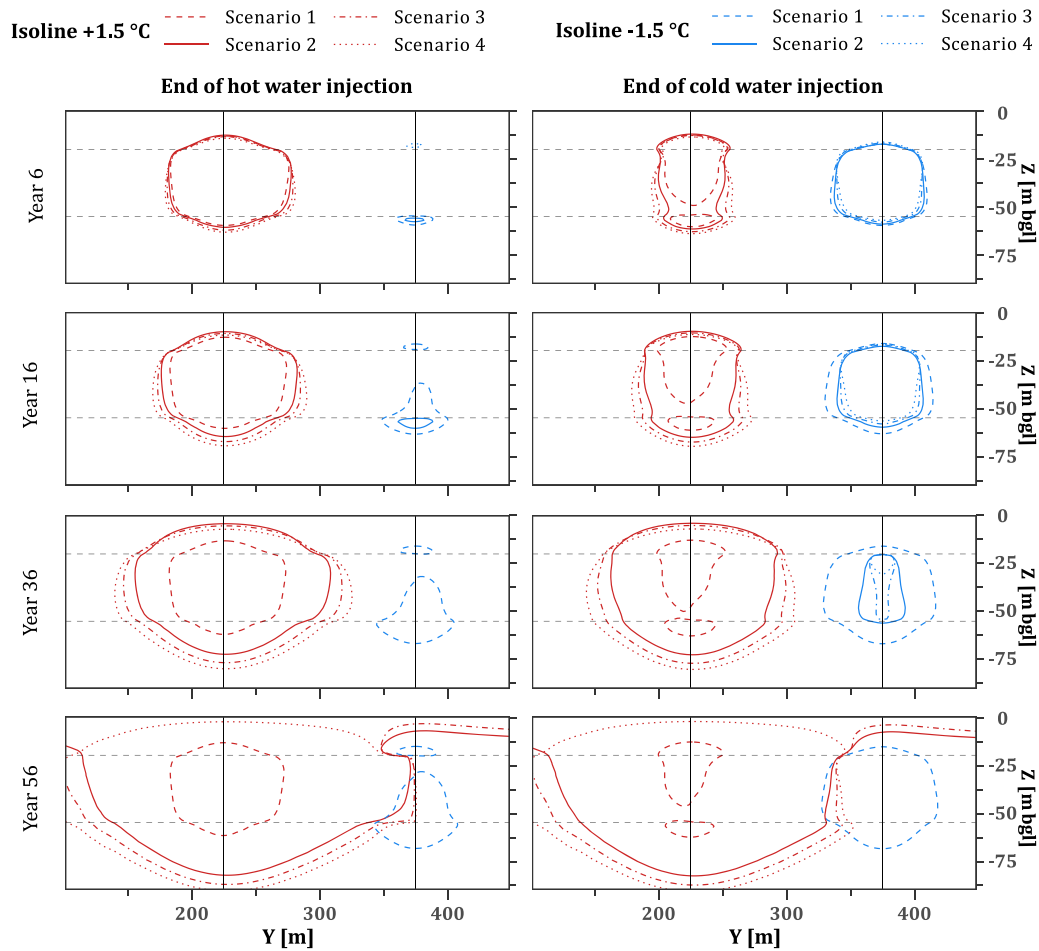 Isoline +1.5 °C
Scenario 1
Scenario 3
Scenario 2
Scenario 4
Isoline -1.5 °C
Scenario 1
Scenario 3
Scenario 2
Scenario 4
End of hot water injection
End of cold water injection
Year 6
0
-25
-50
-75
Z [m bgl]
Year 16
0
-25
-50
-75
Z [m bgl]
Year 36
0
-25
-50
-75
Z [m bgl]
Year 56
0
-25
-50
-75
Z [m bgl]
200
300
400
200
300
400
Y [m]
Y [m]